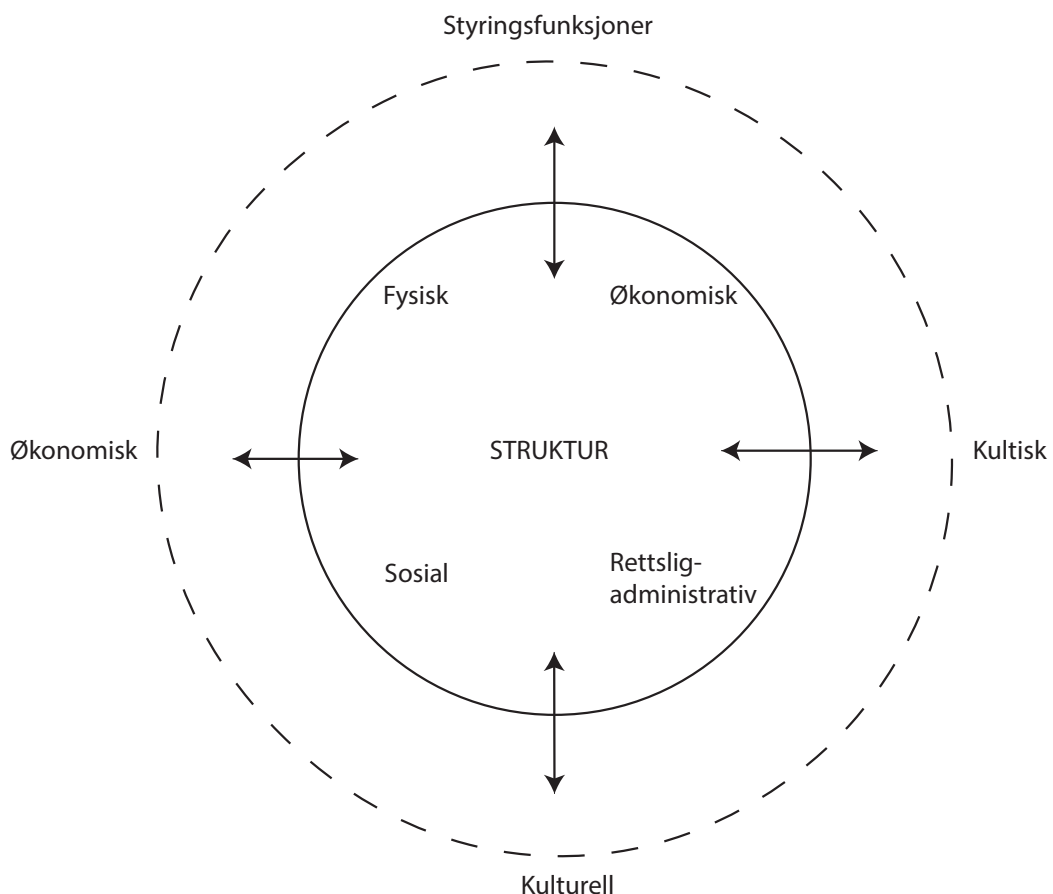 Styringsfunksjoner
Fysisk
Økonomisk
Økonomisk
STRUKTUR
Kultisk
Sosial
Rettslig-
administrativ
Kulturell